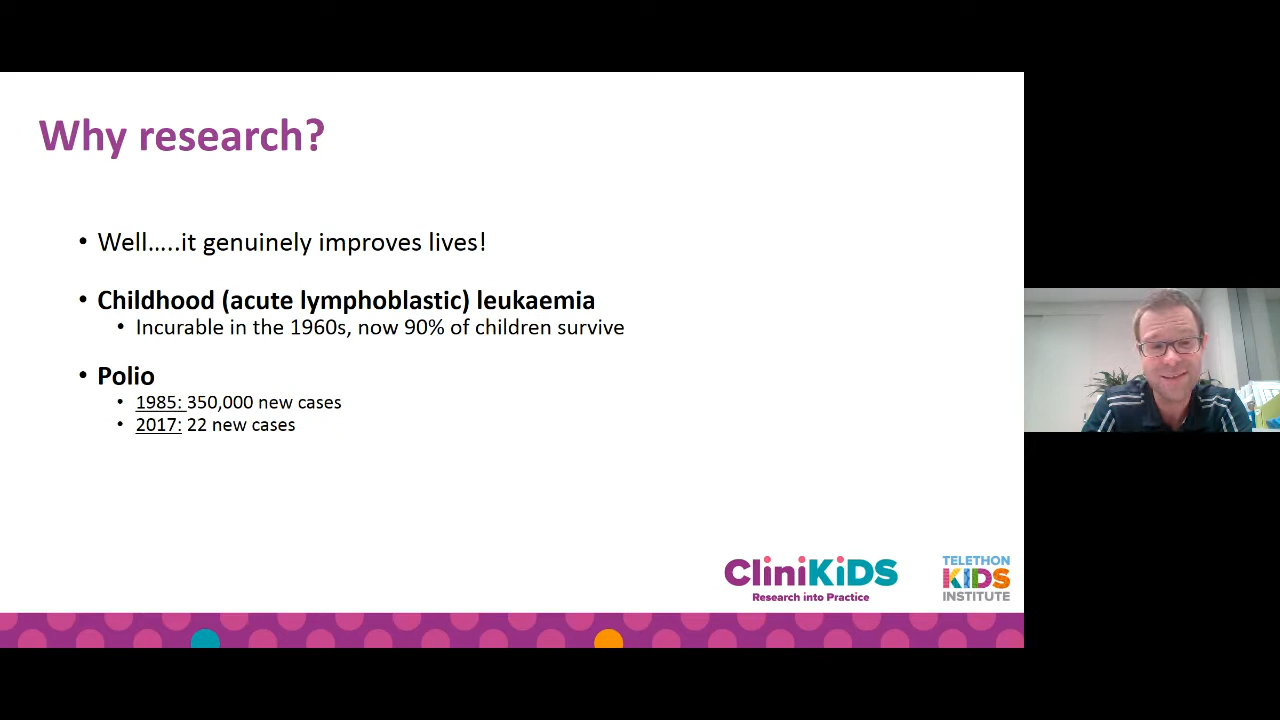 Why research?
• Well.....it genuinely improves lives!
• Childhood (acute lymphoblastic) leukaemia
• Incurable in the 1960s, now 90% of children survive
• Polio
• 1985: 350,000 new cases
• 2017: 22 new cases
CliniKiDS
Research into Practice
TELETHON
KIDS
INSTITUTE